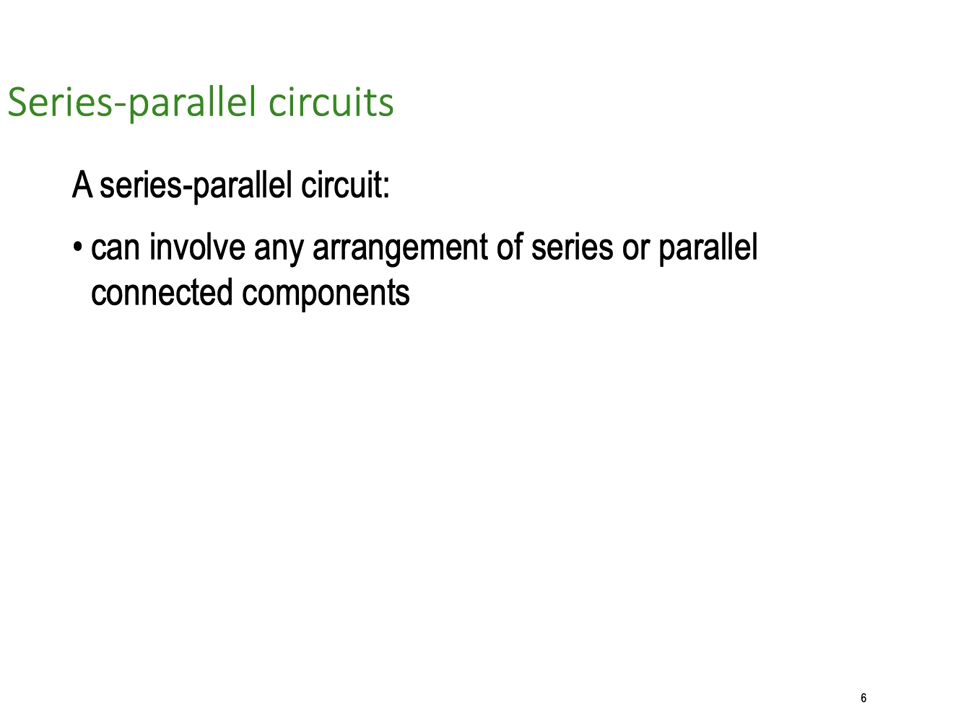 Series-parallel circuits
A series-parallel circuit:
• can involve any arrangement of series or parallel
connected components
6